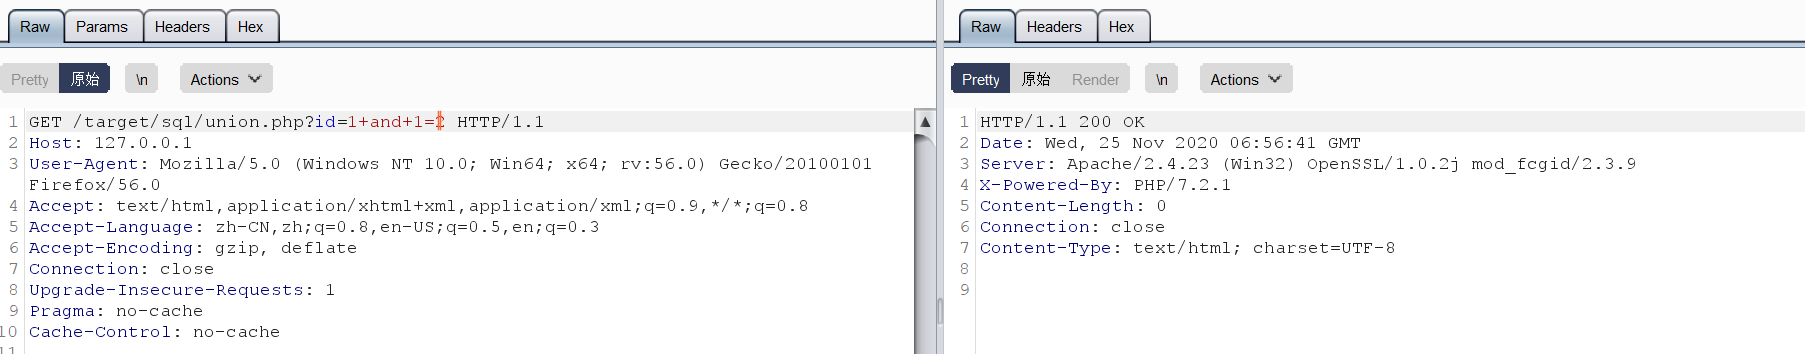 Raw Params Headers Hex
Pretty 原始 \n Actions
1 GET /target/sql/union.php?id=1+and+1=2 HTTP/1.1
2 Host: 127.0.0.1
3 User-Agent: Mozilla/5.0 (Windows NT 10.0; Win64; x64; rv:56.0) Gecko/20100101
Firefox/56.0
4 Accept: text/html,application/xhtml+xml,application/xml;q=0.9,*/*;q=0.8
5 Accept-Language: zh-CN,zh;q=0.8,en-US;q=0.5,en;q=0.3
6 Accept-Encoding: gzip, deflate
7 Connection: close
8 Upgrade-Insecure-Requests: 1
9 Pragma: no-cache
10 Cache-Control: no-cache
11
Raw Headers Hex
Pretty 原始 Render \n Actions
1 HTTP/1.1 200 OK
2 Date: Wed, 25 Nov 2020 06:56:41 GMT
3 Server: Apache/2.4.23 (Win32) OpenSSL/1.0.2j mod_fcgid/2.3.9
4 X-Powered-By: PHP/7.2.1
5 Content-Length: 0
6 Connection: close
7 Content-Type: text/html; charset=UTF-8
8
9